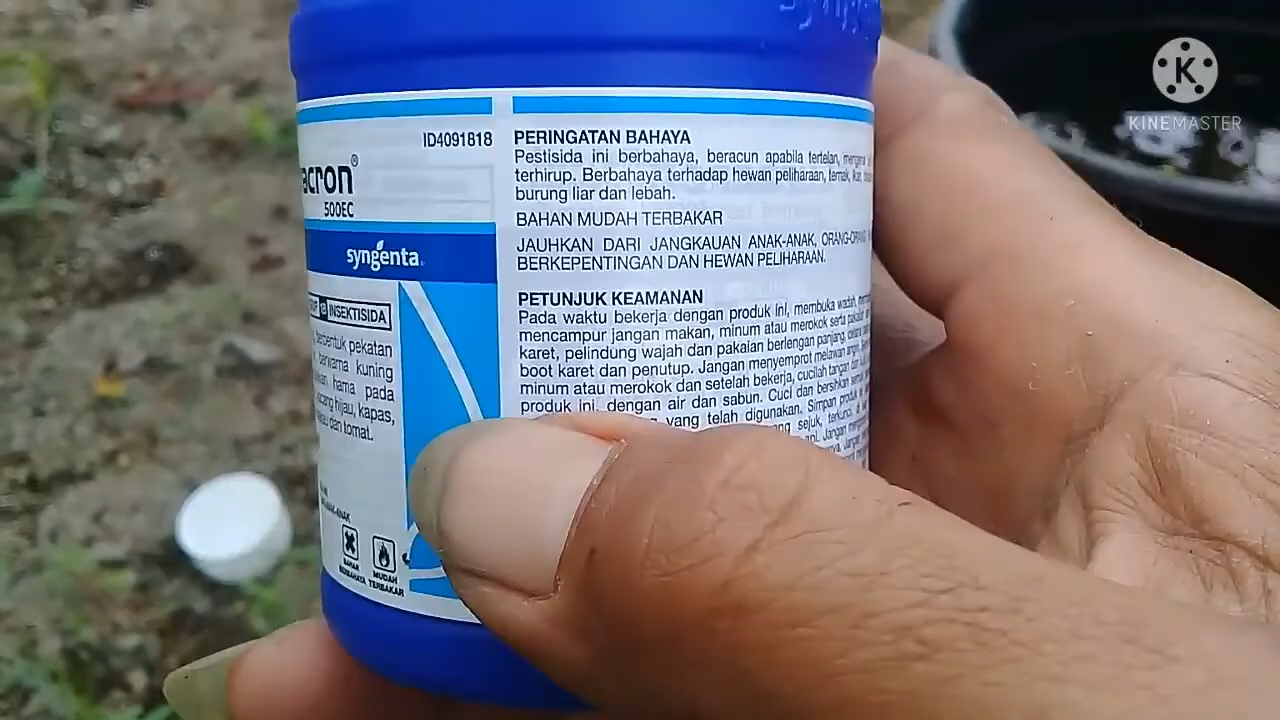 KINEMASTER
ID4091818
acron®
500EC
syngenta
INSEKTISIDA
berbentuk pekatan
berwarna kuning
hama pada
kacang hijau, kapas,
dan tomat.
BAHAN
BERBAHAYA
MUDAH
TERBAKAR
PERINGATAN BAHAYA
Pestisida ini berbahaya, beracun apabila tertelan,
terhirup. Berbahaya terhadap hewan peliharaan, ternak, ikan,
burung liar dan lebah.
BAHAN MUDAH TERBAKAR
JAUHKAN DARI JANGKAUAN ANAK-ANAK,
BERKEPENTINGAN DAN HEWAN PELIHARAAN.
PETUNJUK KEAMANAN
Pada waktu bekerja dengan produk ini, membuka wadah,
mencampur jangan makan, minum atau merokok serta pakailah
karet, pelindung wajah dan pakaian berlengan panjang,
boot karet dan penutup. Jangan menyemprot melawan angin.
minum atau merokok dan setelah bekerja, cucilah tangan
produk ini, dengan air dan sabun. Cuci dan bersihkan
yang telah digunakan. Simpan produk
sejuk, terkunci,
Jangan